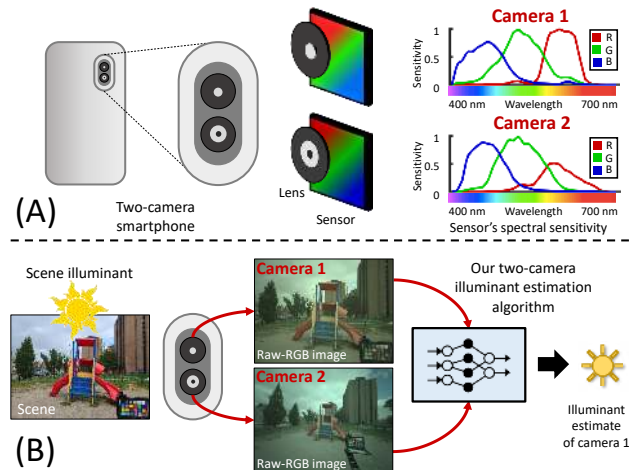 Camera 1
Sensitivity
1
0.5
0
R
G
B
400 nm
Wavelength
700 nm
Camera 2
Sensitivity
1
0.5
0
R
G
B
400 nm
Wavelength
700 nm
Sensor's spectral sensitivity
Lens
Sensor
(A)
Two-camera
smartphone
Scene illuminant
Scene
Camera 1
Raw-RGB image
Camera 2
Raw-RGB image
Our two-camera
illuminant estimation
algorithm
Illuminant
estimate
of camera 1
(B)